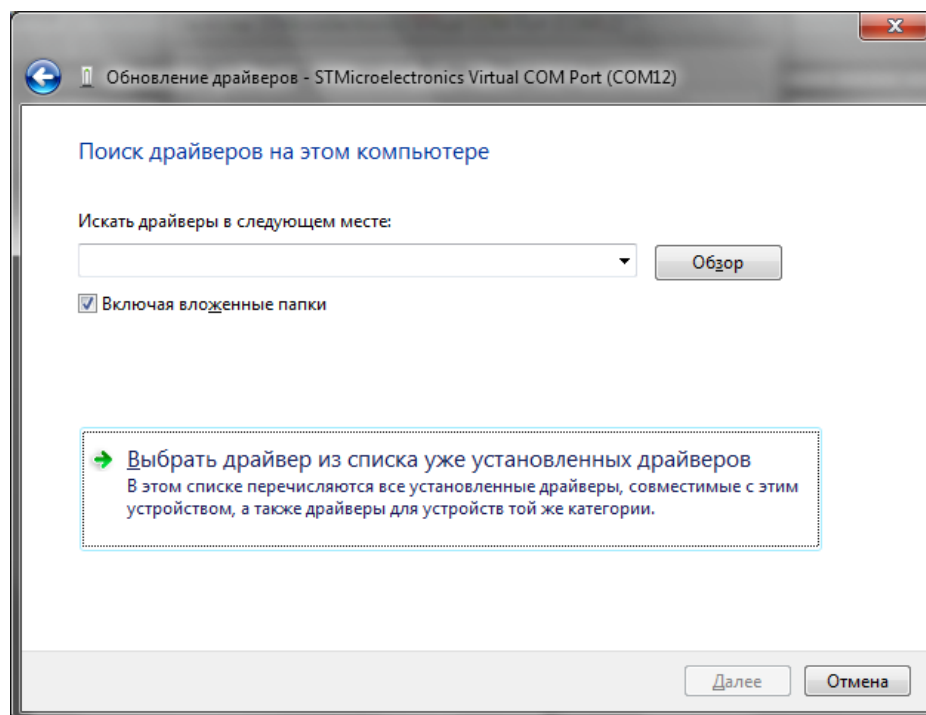 Обновление драйверов - STMicroelectronics Virtual COM Port (COM12)
Поиск драйверов на этом компьютере
Искать драйверы в следующем месте:
Обзор
Включая вложенные папки
Выбрать драйвер из списка уже установленных драйверов
В этом списке перечисляются все установленные драйверы, совместимые с этим
устройством, а также драйверы для устройств той же категории.
Далее
Отмена